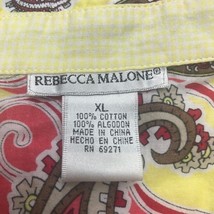 REBECCA MALONE®
XL
100% COTTON
100% ALGODON
MADE IN CHINA
HECHO EN CHINE
RN 69271